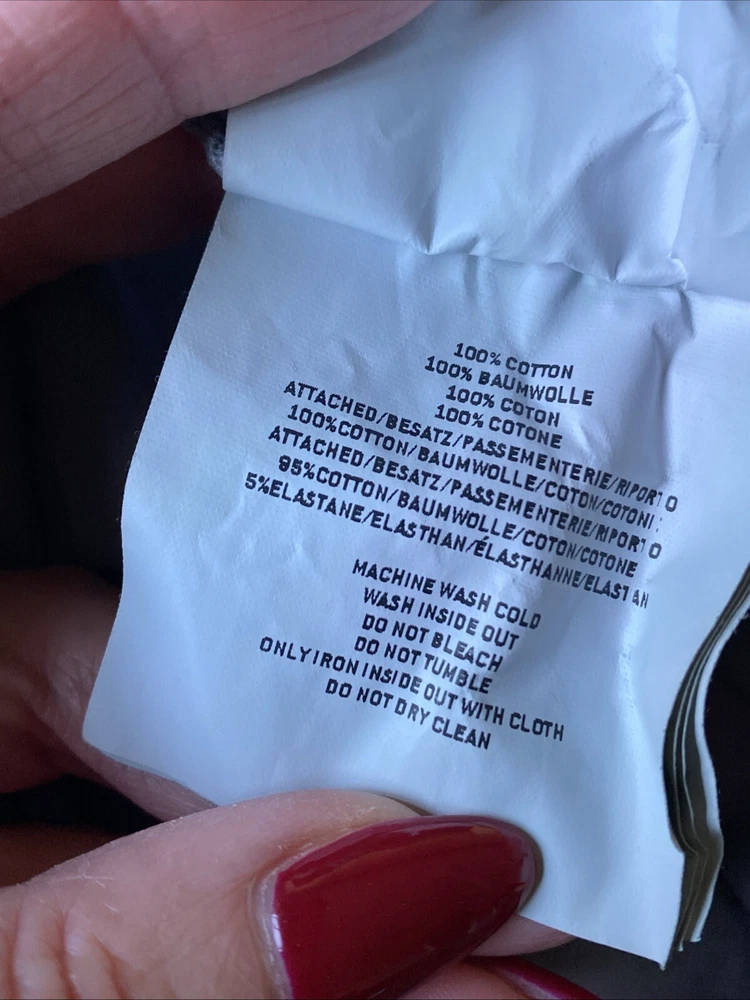 100% COTTON
100% BAUMWOLLE
100% COTON
100% COTONE
ATTACHED/BESATZ/PASSEMENTERIE/RIPORTO
100%COTTON/BAUMWOLLE/COTON/COTONE
ATTACHED/BESATZ/PASSEMENTERIE/RIPORTO
95%COTTON/BAUMWOLLE/COTON/COTONE
5%ELASTANE/ELASTHAN/ÉLASTHANNE/ELASTAN
MACHINE WASH COLD
WASH INSIDE OUT
DO NOT BLEACH
DO NOT TUMBLE
ONLY IRON INSIDE OUT WITH CLOTH
DO NOT DRY CLEAN